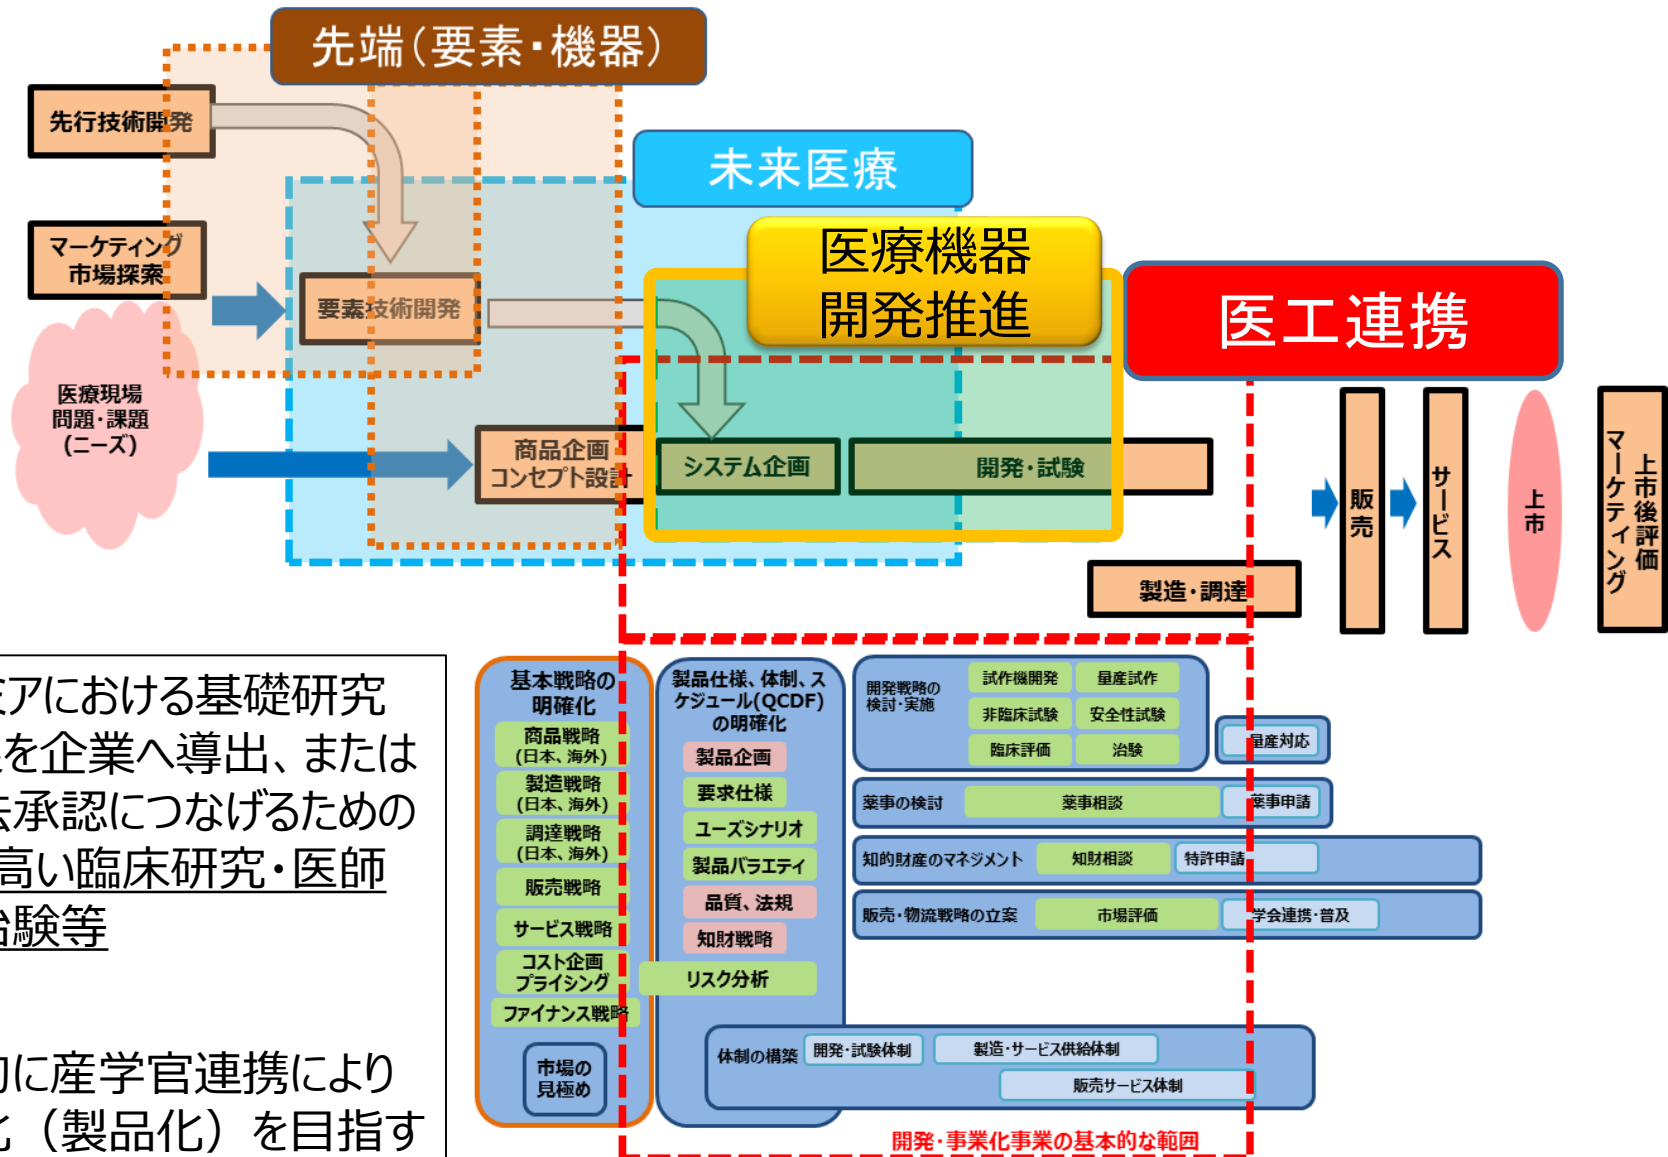 先端(要素・機器)
先行技術開発
未来医療
マーケティング
市場探索
医療機器
開発推進
医工連携
要素技術開発
医療現場
問題・課題
(ニーズ)
商品企画
コンセプト設計
システム企画
開発・試験
販売
サービス
上市
上市後評価
マーケティング
製造・調達
アにおける基礎研究
を企業へ導出、または
承認につなげるための
高い臨床研究・医師
治験等
に産学官連携により
化（製品化）を目指す
基本戦略の
明確化
商品戦略
(日本、海外)
製造戦略
(日本、海外)
調達戦略
(日本、海外)
販売戦略
サービス戦略
コスト企画
プライシング
ファイナンス戦略
市場の
見極め
製品仕様、体制、ス
ケジュール(QCDF)
の明確化
製品企画
要求仕様
ユーズシナリオ
製品バラエティ
品質、法規
知財戦略
リスク分析
開発戦略の
検討・実施
試作機開発
量産試作
非臨床試験
安全性試験
臨床評価
治験
量産対応
薬事の検討
薬事相談
薬事申請
知的財産のマネジメント
知財相談
特許申請
販売・物流戦略の立案
市場評価
学会連携・普及
体制の構築
開発・試験体制
製造・サービス供給体制
販売サービス体制
開発・事業化事業の基本的な範囲